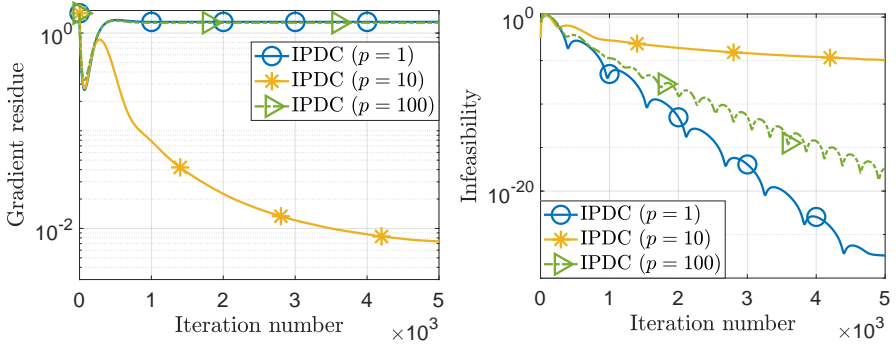 Gradient residue
10^0
10^-2
IPDC (p = 1)
IPDC (p = 10)
IPDC (p = 100)
0 1 2 3 4 5
Iteration number
×10^3
Infeasibility
10^0
10^-20
IPDC (p = 1)
IPDC (p = 10)
IPDC (p = 100)
0 1 2 3 4 5
Iteration number
×10^3